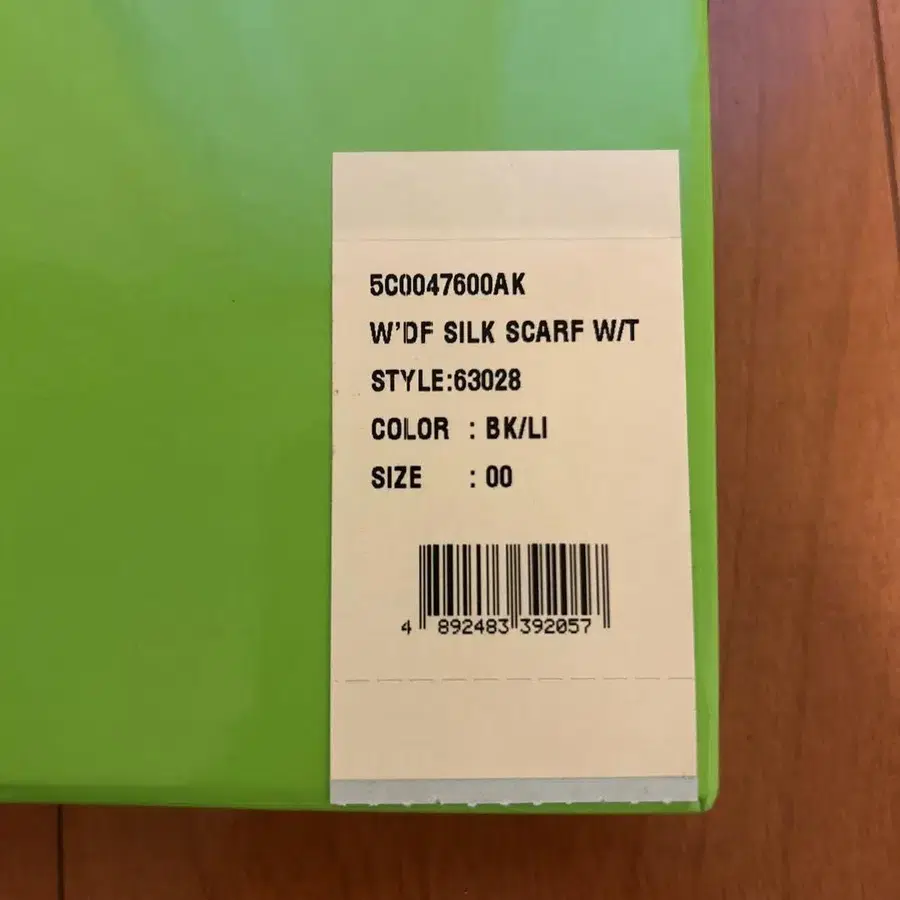 5C0047600AK
W'DF SILK SCARF W/T
STYLE:63028
COLOR : BK/LI
SIZE : 00
4 892483 392057